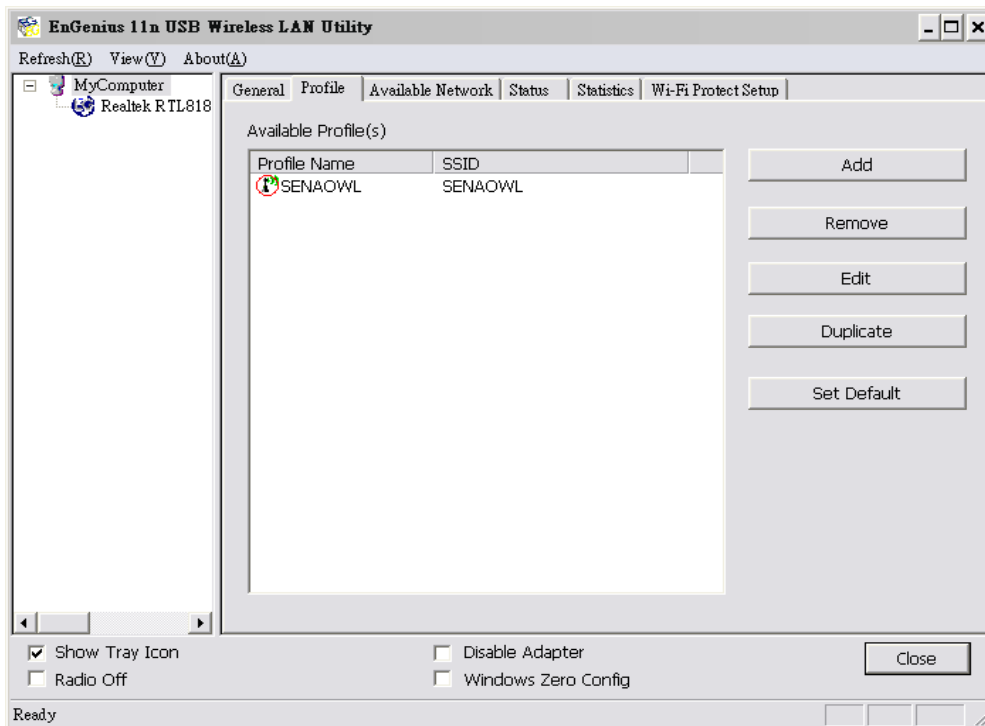 EnGenius 11n USB Wireless LAN Utility
Refresh(R) View(V) About(A)
MyComputer
Realtek RTL818
General Profile Available Network Status Statistics Wi-Fi Protect Setup
Available Profile(s)
Profile Name SSID
SENAOWL SENAOWL
Add
Remove
Edit
Duplicate
Set Default
Show Tray Icon
Radio Off
Disable Adapter
Windows Zero Config
Close
Ready